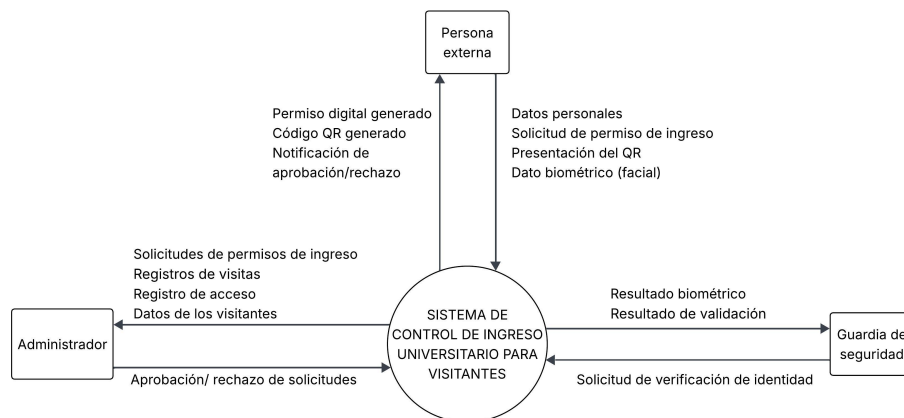 Persona
externa
Permiso digital generado
Código QR generado
Notificación de
aprobación/rechazo
Datos personales
Solicitud de permiso de ingreso
Presentación del QR
Dato biométrico (facial)
Solicitudes de permisos de ingreso
Registros de visitas
Registro de acceso
Datos de los visitantes
Administrador
Aprobación/ rechazo de solicitudes
SISTEMA DE
CONTROL DE INGRESO
UNIVERSITARIO PARA
VISITANTES
Resultado biométrico
Resultado de validación
Guardia de
seguridad
Solicitud de verificación de identidad